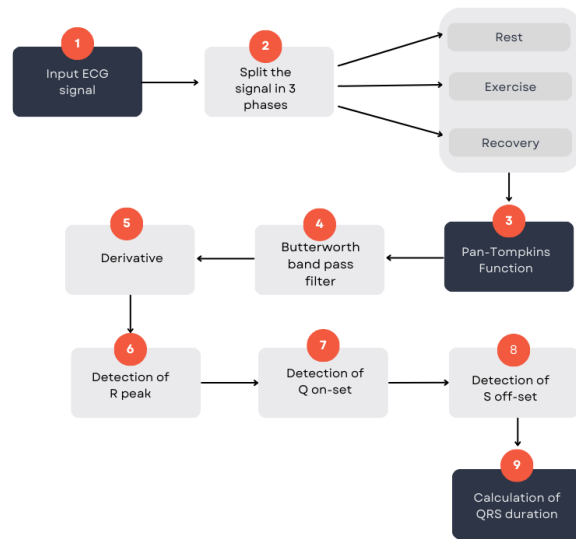 1
Input ECG
signal
2
Split the
signal in 3
phases
Rest
Exercise
Recovery
3
Pan-Tompkins
Function
4
Butterworth
band pass
filter
5
Derivative
6
Detection of
R peak
7
Detection of
Q on-set
8
Detection of
S off-set
9
Calculation of
QRS duration